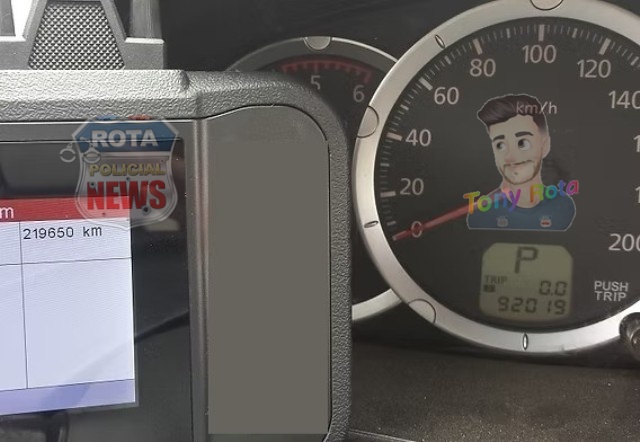 ROTA
POLICIAL
NEWS
m
219650 km
5
6
0
20
40
60
80
100
120
140
200
km/h
Tony Rota
P
TRIP
0.0
92019
PUSH
TRIP